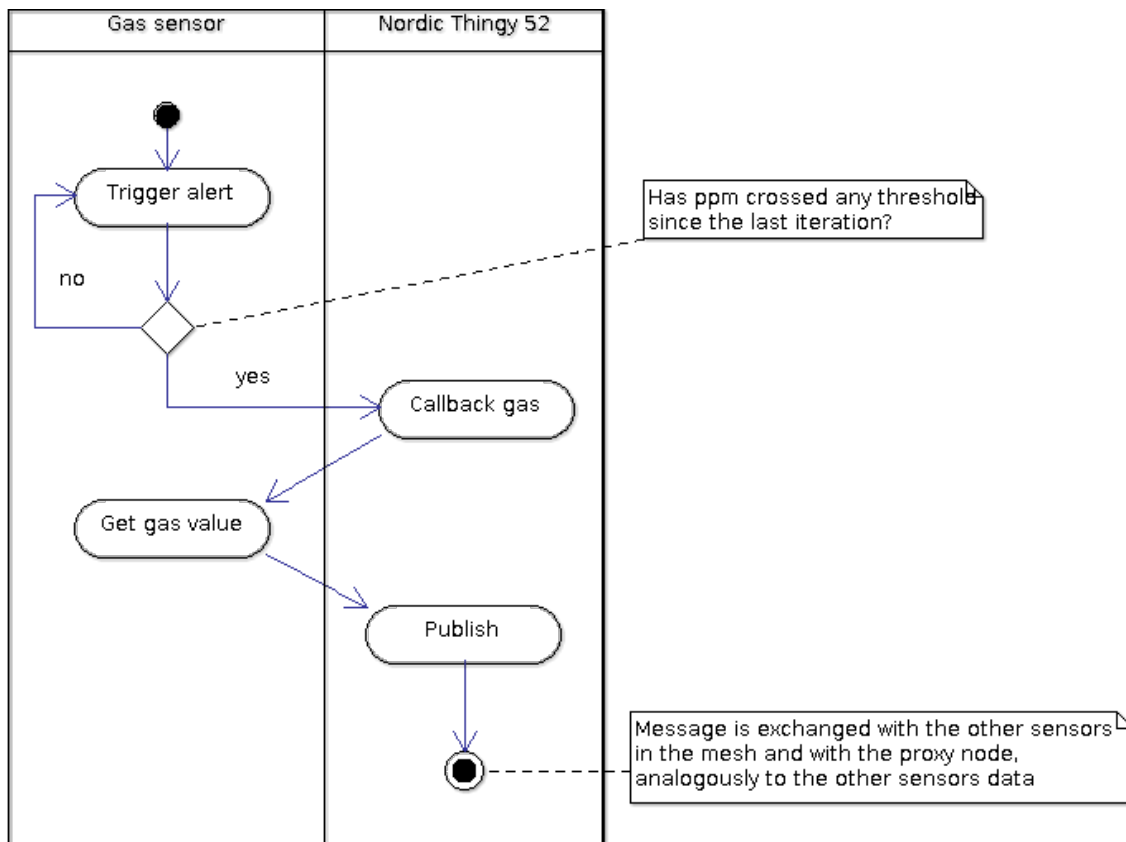 Gas sensor
Nordic Thingy 52
Trigger alert
Has ppm crossed any threshold
since the last iteration?
no
yes
Callback gas
Get gas value
Publish
Message is exchanged with the other sensors
in the mesh and with the proxy node,
analogously to the other sensors data